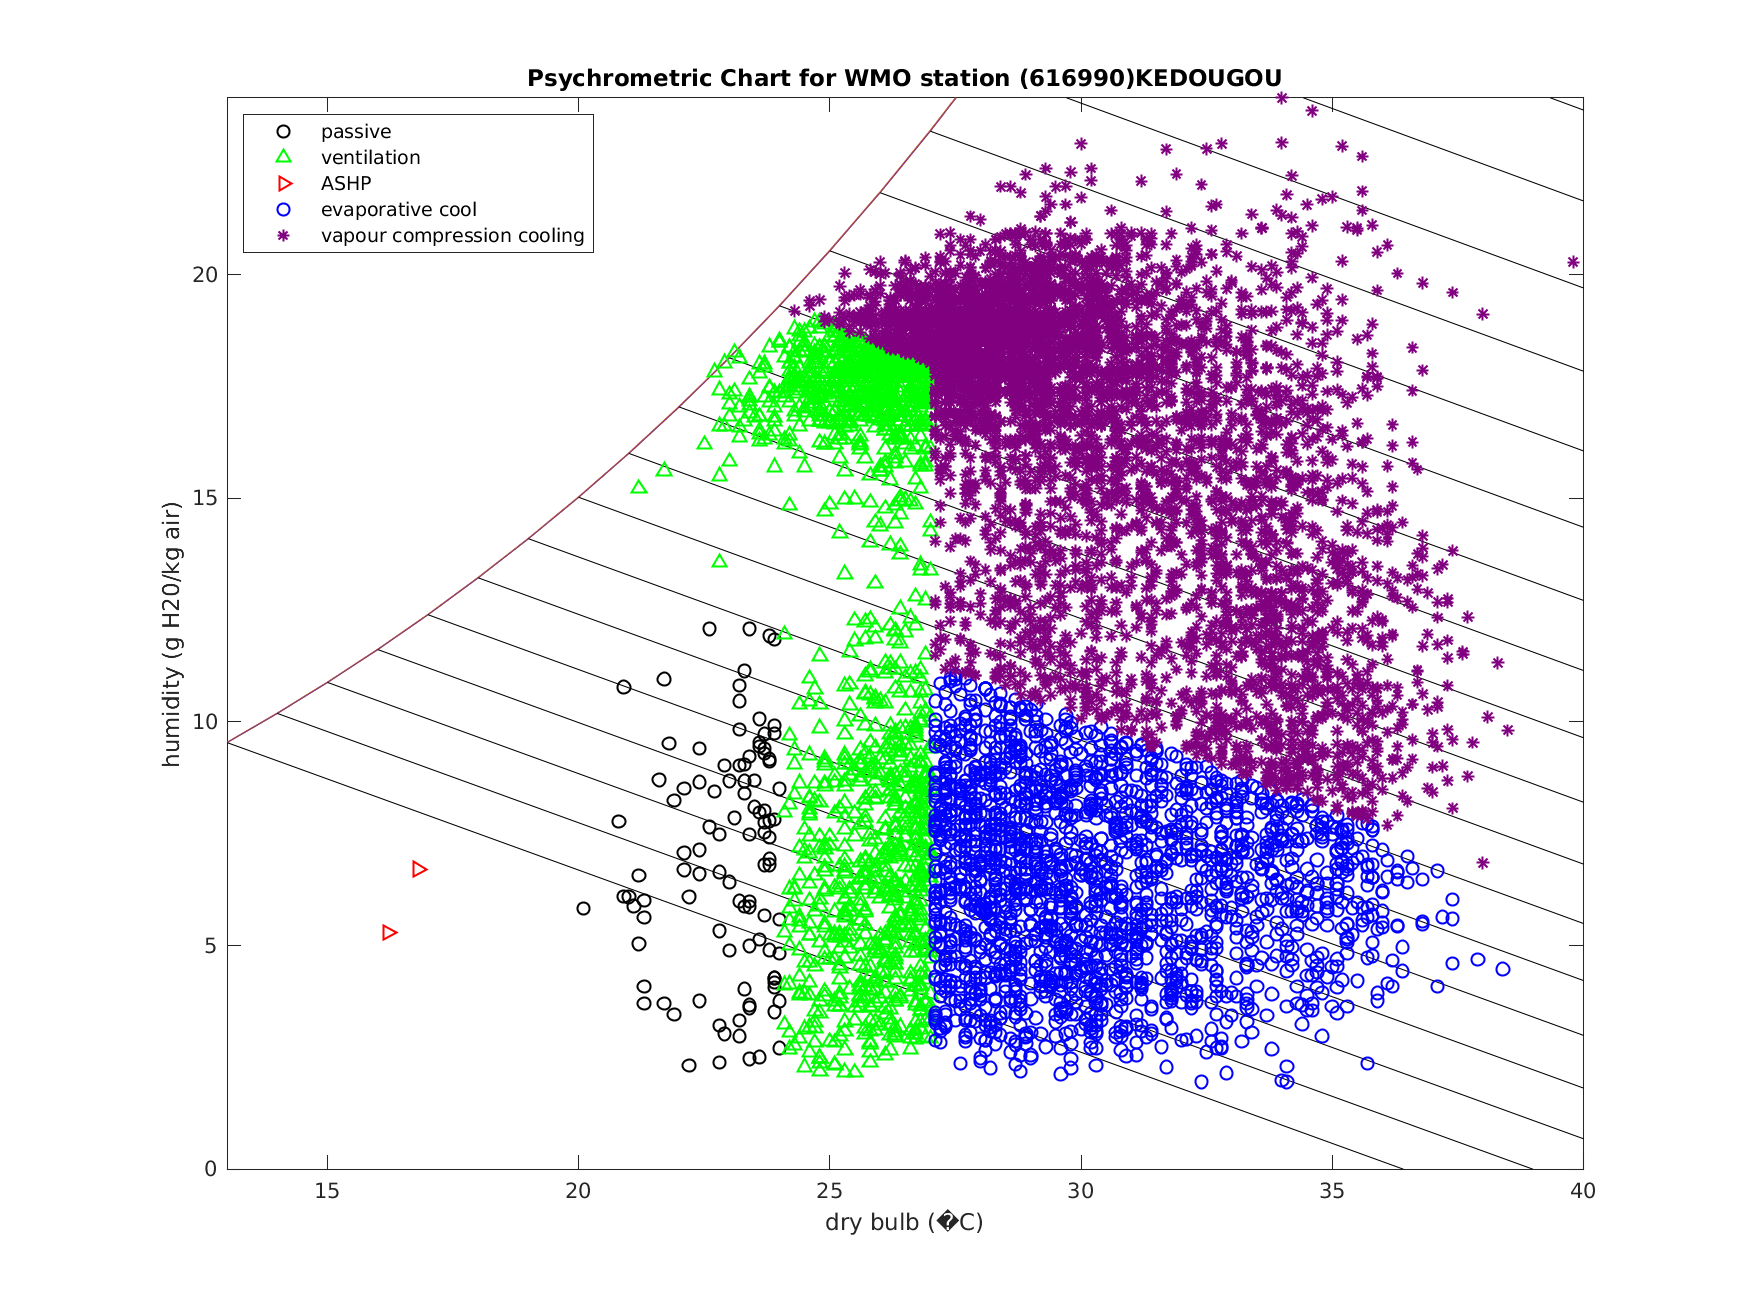 Psychrometric Chart for WMO station (616990)KEDOUGOU
passive
ventilation
ASHP
evaporative cool
vapour compression cooling
humidity (g H20/kg air)
20
15
10
5
0
15
20
25
30
35
40
dry bulb (�C)